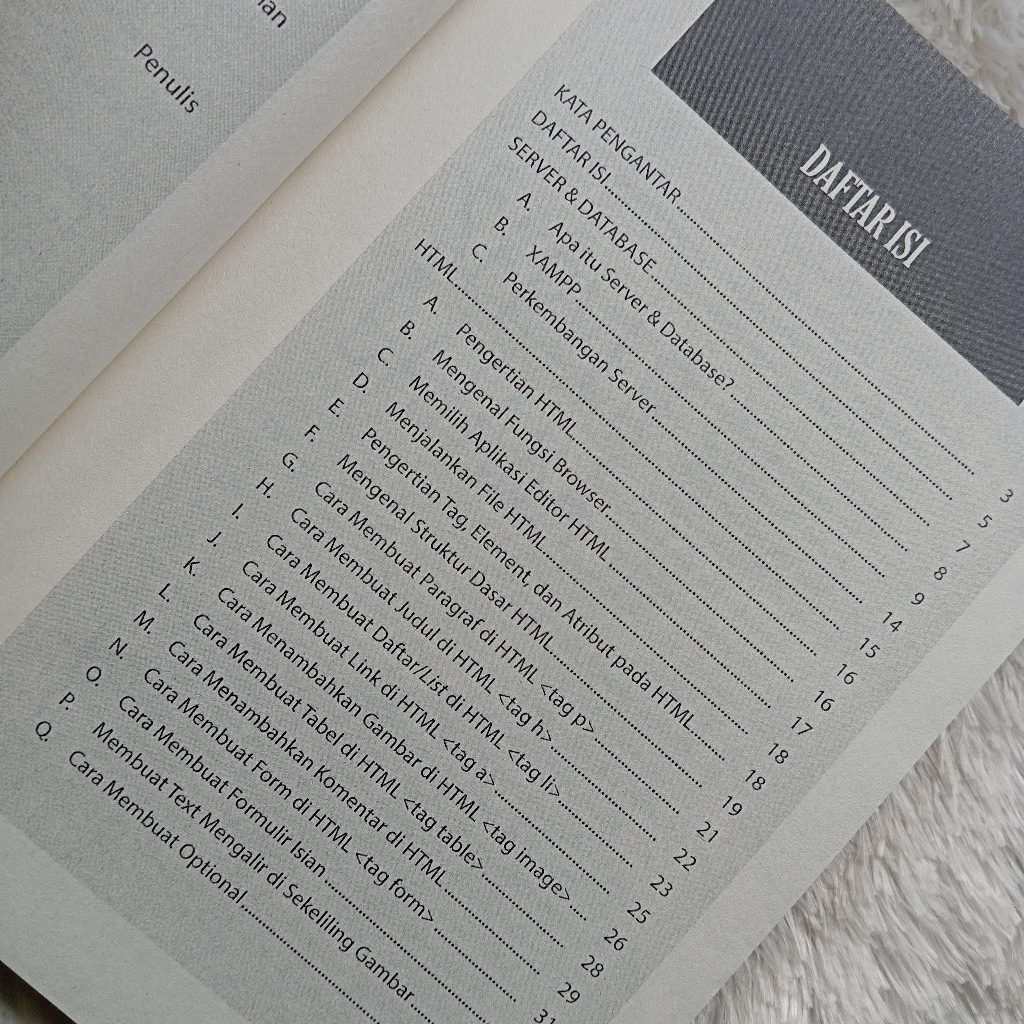 Penulis
DAFTAR ISI
KATA PENGANTAR ........ 3
DAFTAR ISI ........ 5
SERVER & DATABASE ........ 7
A. Apa itu Server & Database? ........ 8
B. XAMPP ........ 9
C. Perkembangan Server ........ 14
HTML ........ 15
A. Pengertian HTML ........ 16
B. Mengenal Fungsi Browser ........ 16
C. Memilih Aplikasi Editor HTML ........ 17
D. Menjalankan File HTML ........ 18
E. Pengertian Tag, Element, dan Atribut pada HTML ........ 18
F. Mengenal Struktur Dasar HTML ........ 19
G. Cara Membuat Paragraf di HTML <tag p> ........ 21
H. Cara Membuat Judul di HTML <tag h> ........ 22
I. Cara Membuat Daftar/List di HTML <tag li> ........ 23
J. Cara Membuat Link di HTML <tag a> ........ 25
K. Cara Menambahkan Gambar di HTML <tag image> .... 26
L. Cara Membuat Tabel di HTML <tag table> ........ 28
M. Cara Menambahkan Komentar di HTML ........ 29
N. Cara Membuat Form di HTML <tag form> ........ 31
O. Cara Membuat Formulir Isian ........
P. Membuat Text Mengalir di Sekeliling Gambar ........
Q. Cara Membuat Optional ........